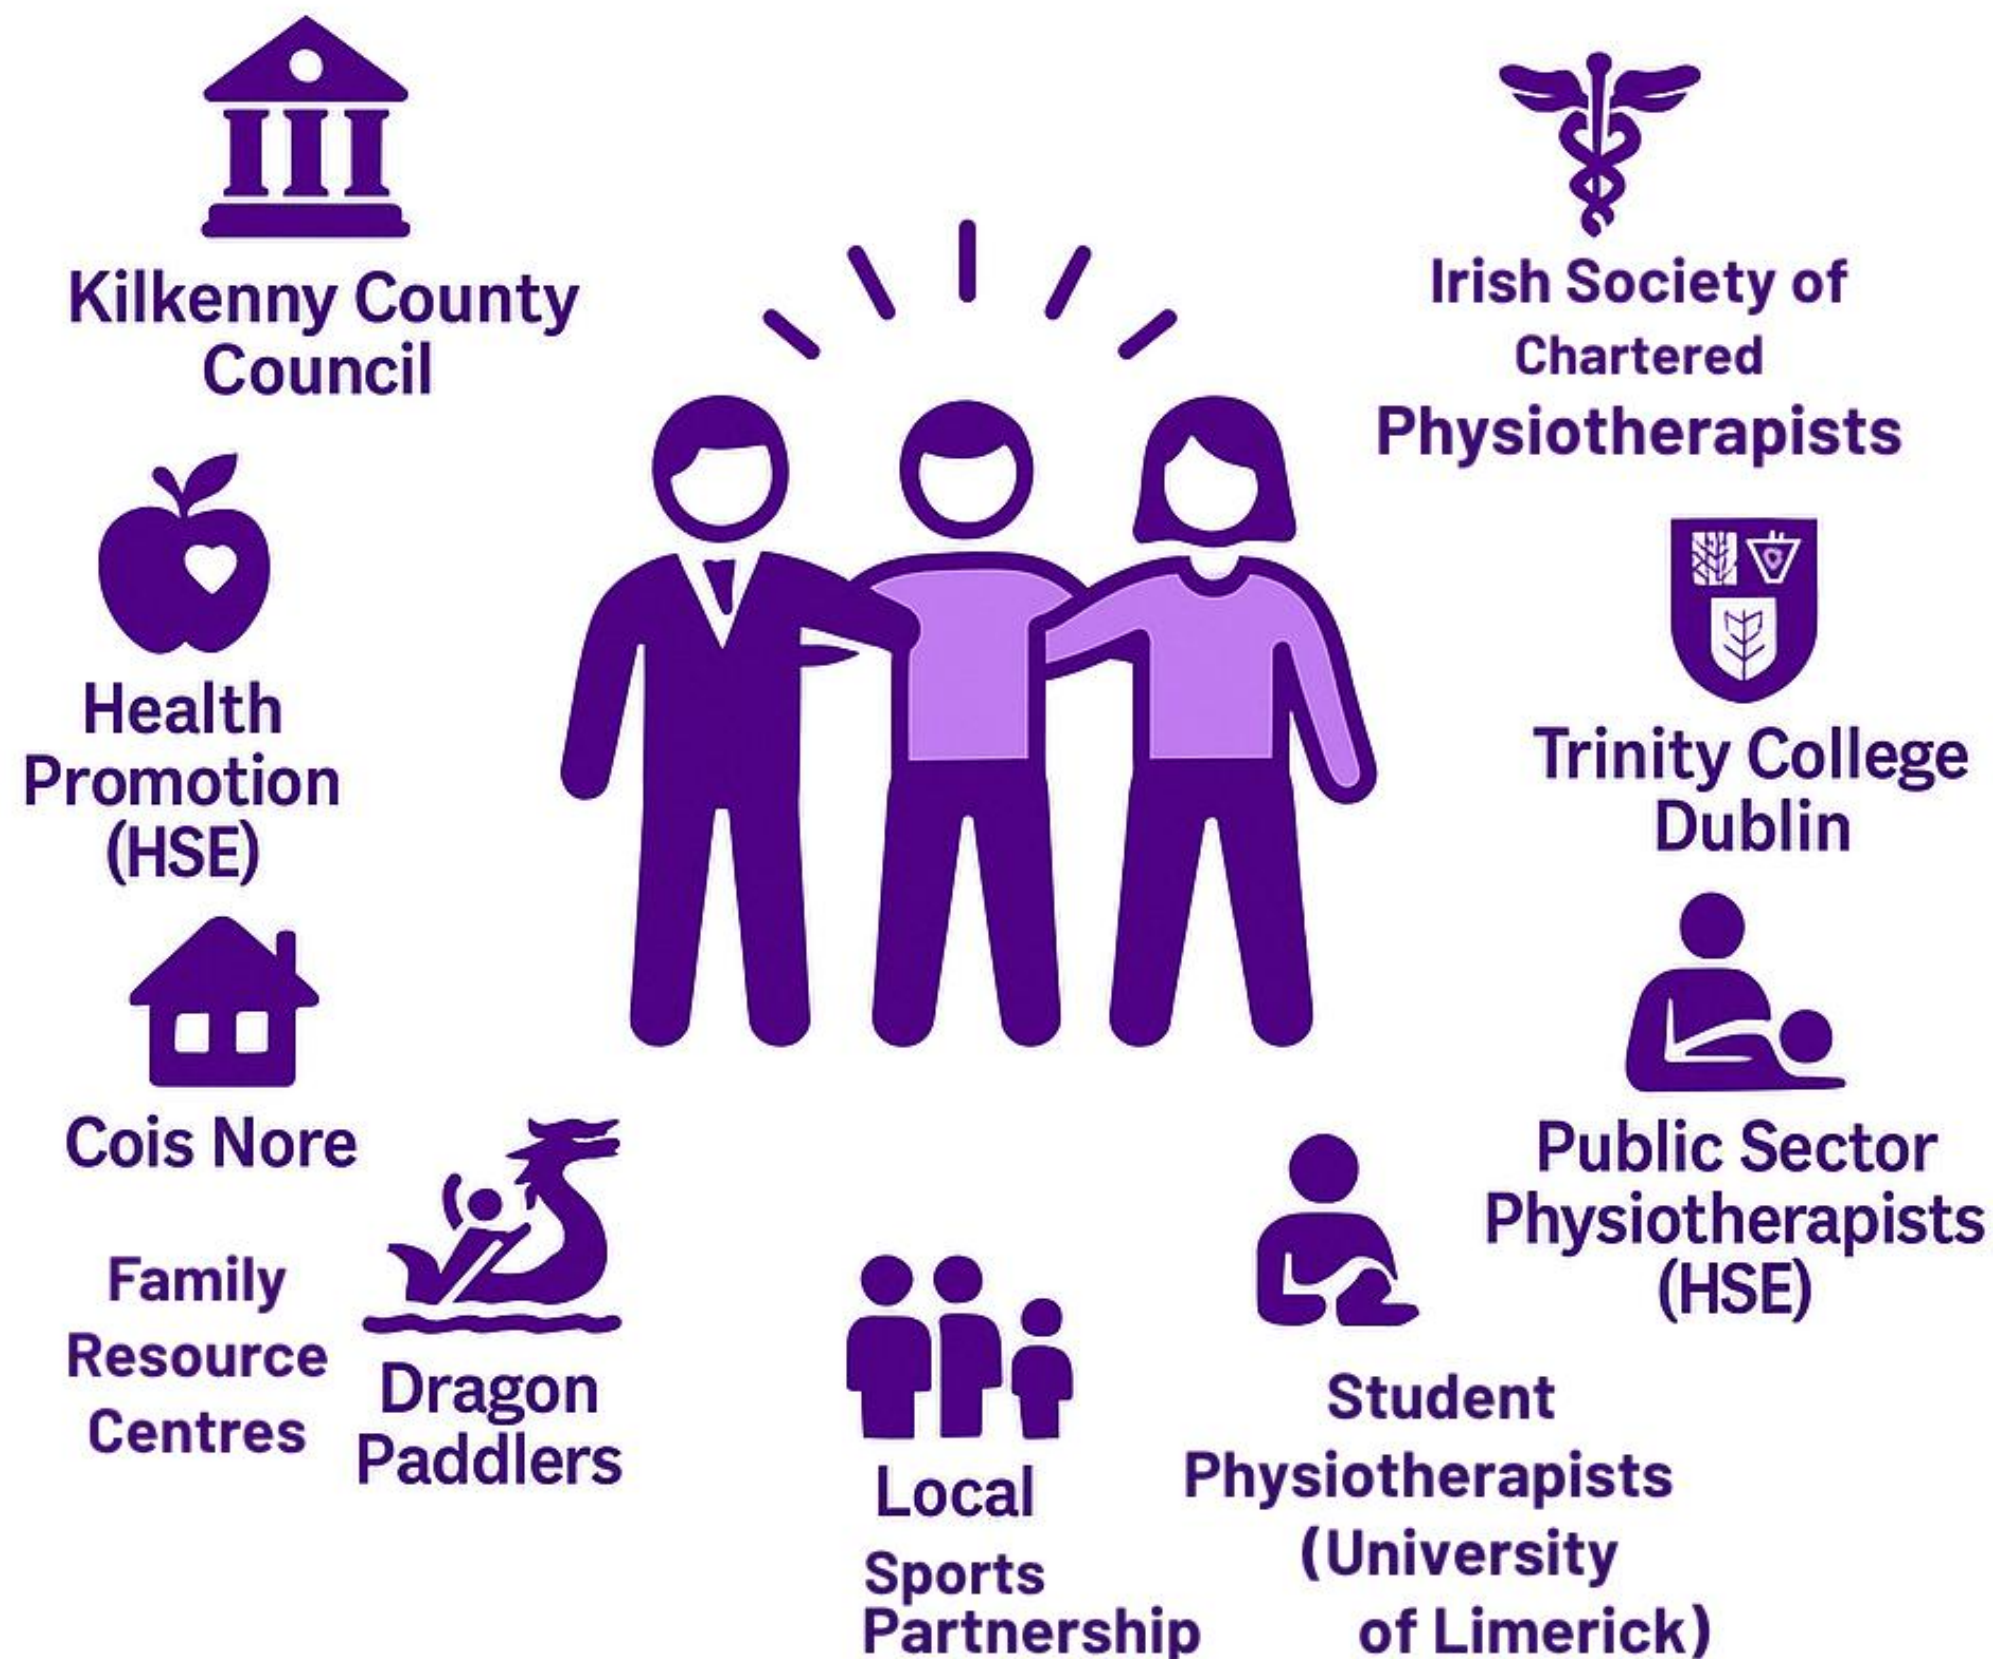 Kilkenny County
Council
Irish Society of
Chartered
Physiotherapists
Health
Promotion
(HSE)
Trinity College
Dublin
Cois Nore
Public Sector
Physiotherapists
(HSE)
Family
Resource
Centres
Dragon
Paddlers
Local
Sports
Partnership
Student
Physiotherapists
(University
of Limerick)